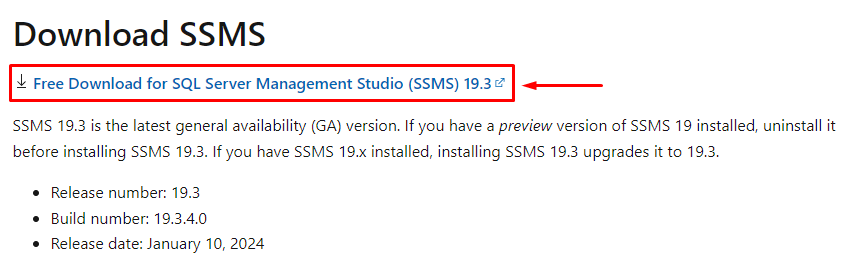 Download SSMS
Free Download for SQL Server Management Studio (SSMS) 19.3
SSMS 19.3 is the latest general availability (GA) version. If you have a preview version of SSMS 19 installed, uninstall it
before installing SSMS 19.3. If you have SSMS 19.x installed, installing SSMS 19.3 upgrades it to 19.3.
• Release number: 19.3
• Build number: 19.3.4.0
• Release date: January 10, 2024